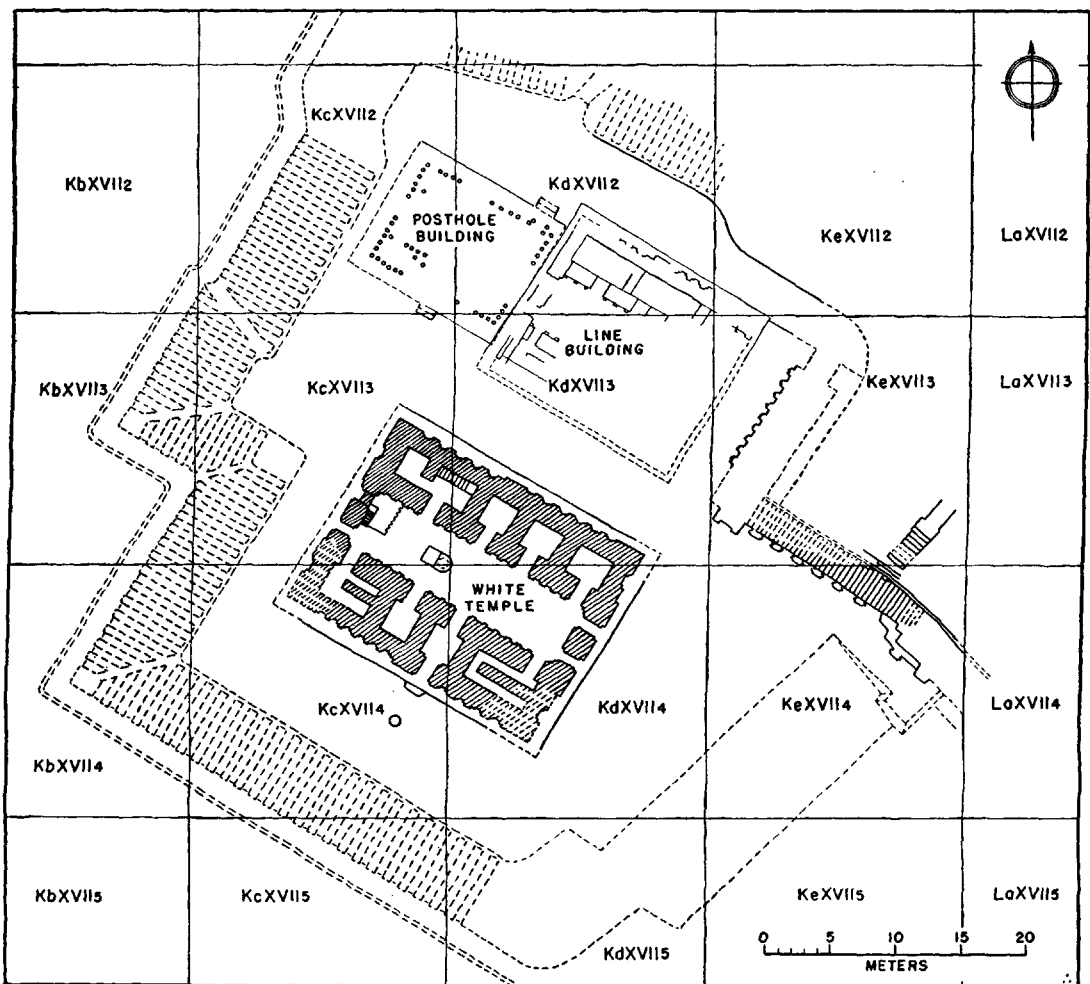 KcXVII2
KbXVII2
KdXVII2
POSTHOLE
BUILDING
KeXVII2
LaXVII2
LINE
BUILDING
KbXVII3
KcXVII3
KdXVII3
KeXVII3
LaXVII3
WHITE
TEMPLE
KcXVII4
KdXVII4
KeXVII4
LaXVII4
KbXVII4
KbXVII5
KcXVII5
KeXVII5
LaXVII5
KdXVII5
0 5 10 15 20
METERS